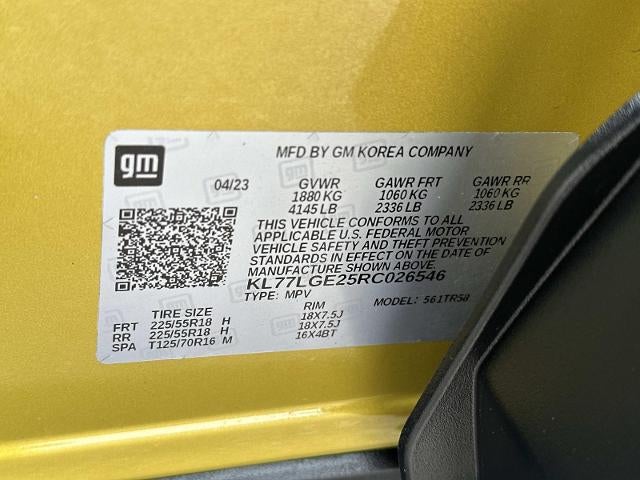 gm
MFD BY GM KOREA COMPANY
04/23 GVWR GAWR FRT GAWR RR
1880 KG 1060 KG 1060 KG
4145 LB 2336 LB 2336 LB
THIS VEHICLE CONFORMS TO ALL
APPLICABLE U.S. FEDERAL MOTOR
VEHICLE SAFETY AND THEFT PREVENTION
STANDARDS IN EFFECT ON THE DATE OF
MANUFACTURE SHOWN ABOVE.
KL77LGE25RC026546
TYPE: MPV MODEL: 561TR58
TIRE SIZE RIM
FRT 225/55R18 H 18X7.5J
RR 225/55R18 H 18X7.5J
SPA T125/70R16 M 16X4BT